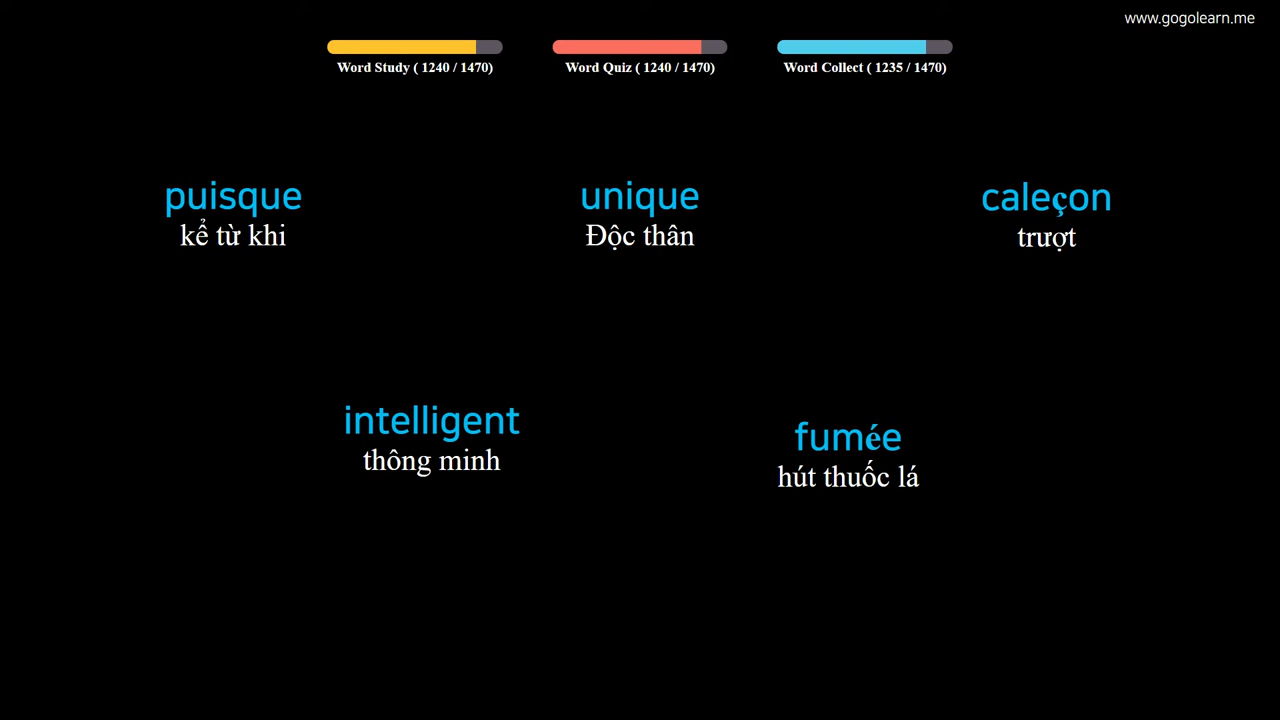 www.gogolearn.me
Word Study ( 1240 / 1470)
Word Quiz ( 1240 / 1470)
Word Collect ( 1235 / 1470)
puisque
kể từ khi
unique
Độc thân
caleçon
trượt
intelligent
thông minh
fumée
hút thuốc lá